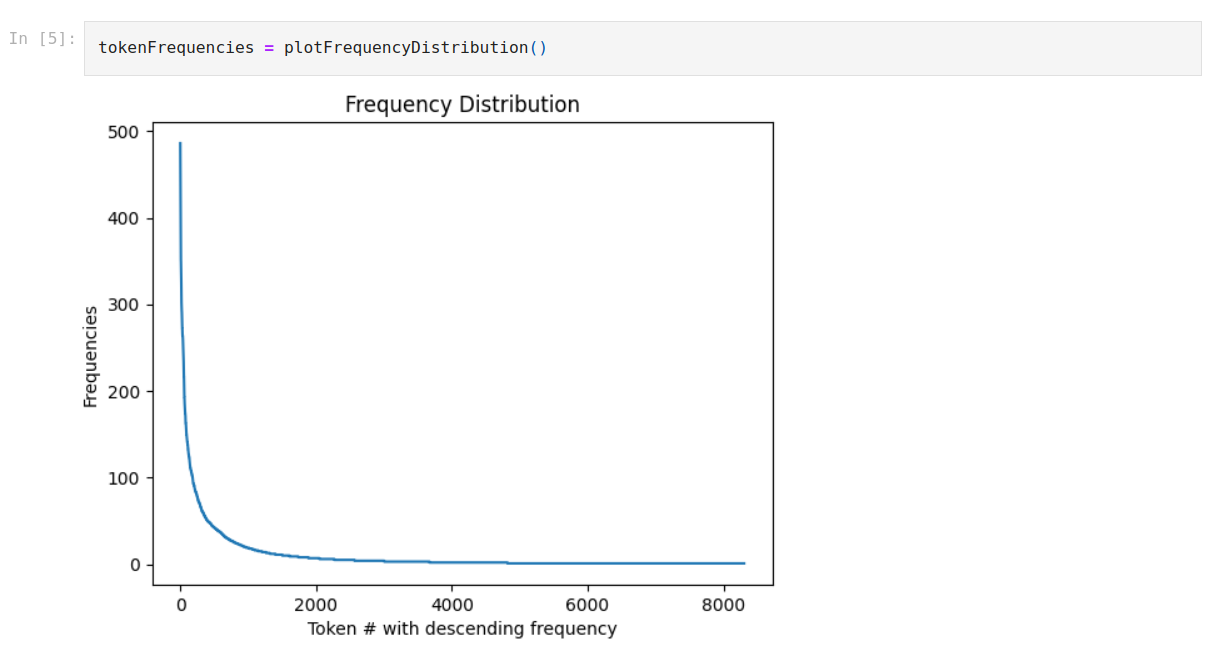 In [5]:
tokenFrequencies = plotFrequencyDistribution()
Frequency Distribution
500
400
300
200
100
0
Frequencies
0 2000 4000 6000 8000
Token # with descending frequency